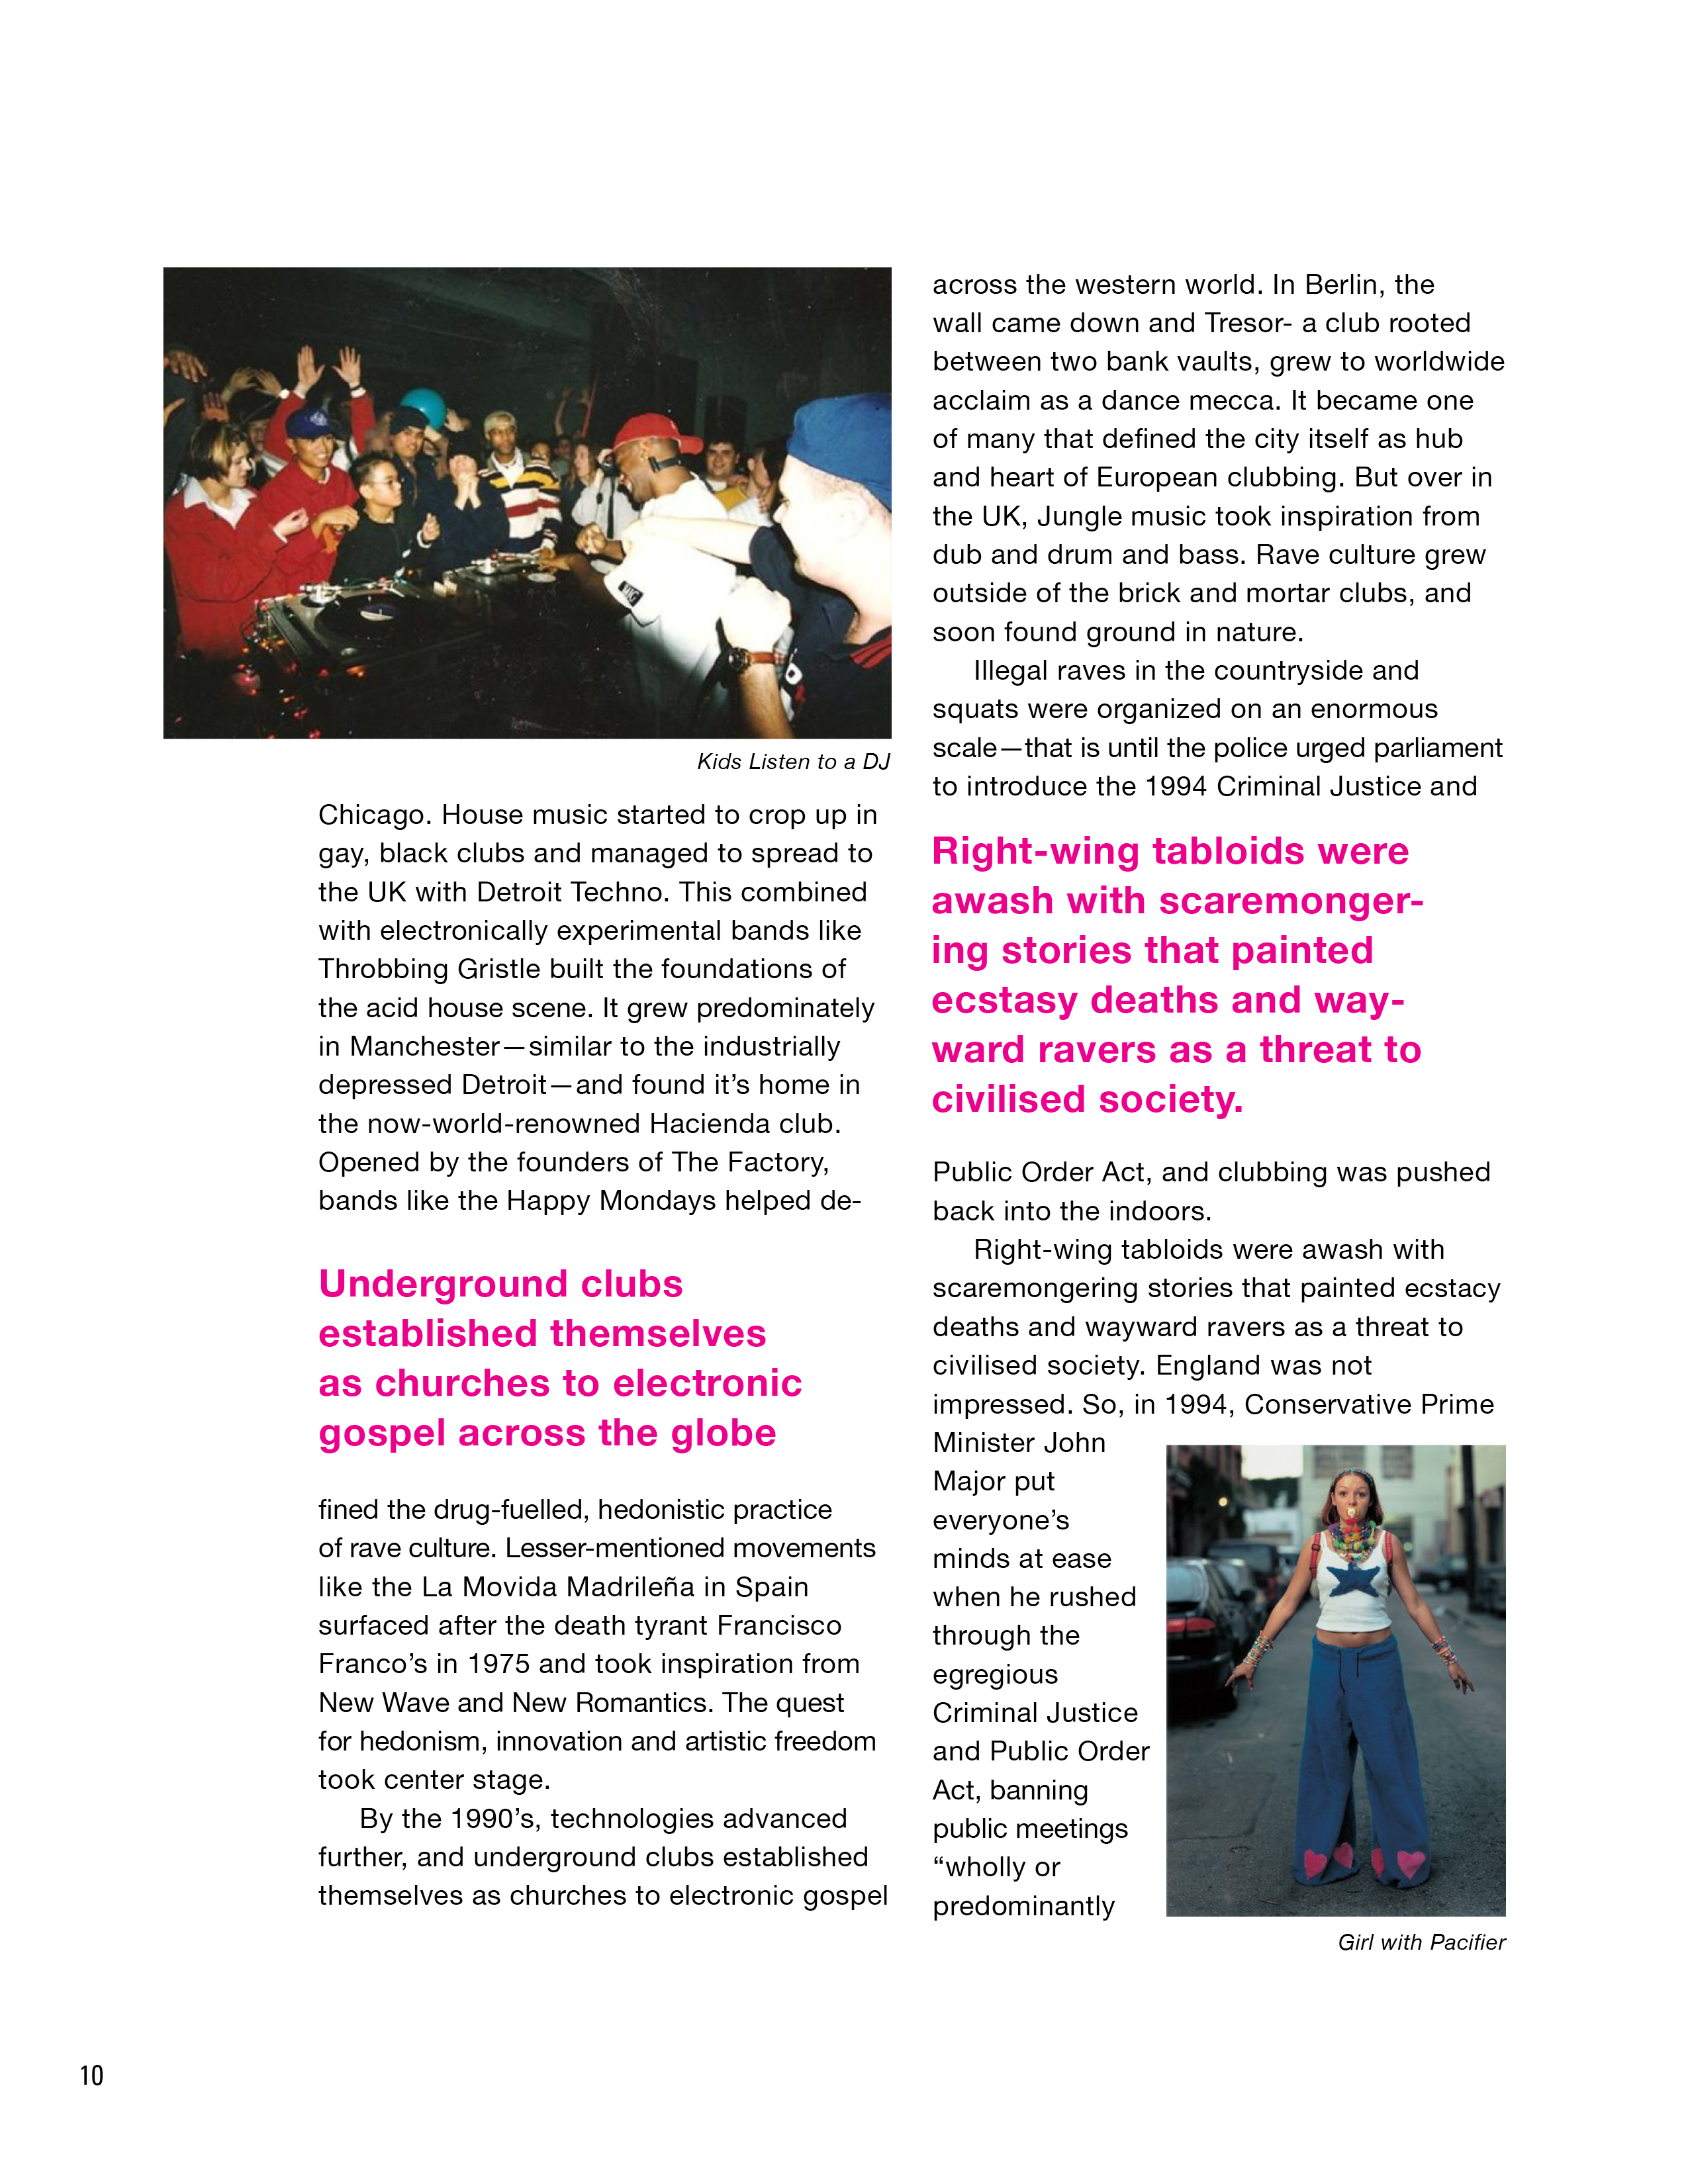 Kids Listen to a DJ
Chicago. House music started to crop up in
gay, black clubs and managed to spread to
the UK with Detroit Techno. This combined
with electronically experimental bands like
Throbbing Gristle built the foundations of
the acid house scene. It grew predominately
in Manchester—similar to the industrially
depressed Detroit—and found it’s home in
the now-world-renowned Hacienda club.
Opened by the founders of The Factory,
bands like the Happy Mondays helped de-
Underground clubs
established themselves
as churches to electronic
gospel across the globe
fined the drug-fuelled, hedonistic practice
of rave culture. Lesser-mentioned movements
like the La Movida Madrileña in Spain
surfaced after the death tyrant Francisco
Franco’s in 1975 and took inspiration from
New Wave and New Romantics. The quest
for hedonism, innovation and artistic freedom
took center stage.
By the 1990’s, technologies advanced
further, and underground clubs established
themselves as churches to electronic gospel
across the western world. In Berlin, the
wall came down and Tresor- a club rooted
between two bank vaults, grew to worldwide
acclaim as a dance mecca. It became one
of many that defined the city itself as hub
and heart of European clubbing. But over in
the UK, Jungle music took inspiration from
dub and drum and bass. Rave culture grew
outside of the brick and mortar clubs, and
soon found ground in nature.
Illegal raves in the countryside and
squats were organized on an enormous
scale—that is until the police urged parliament
to introduce the 1994 Criminal Justice and
Right-wing tabloids were
awash with scaremonger-
ing stories that painted
ecstasy deaths and way-
ward ravers as a threat to
civilised society.
Public Order Act, and clubbing was pushed
back into the indoors.
Right-wing tabloids were awash with
scaremongering stories that painted ecstacy
deaths and wayward ravers as a threat to
civilised society. England was not
impressed. So, in 1994, Conservative Prime
Minister John
Major put
everyone’s
minds at ease
when he rushed
through the
egregious
Criminal Justice
and Public Order
Act, banning
public meetings
“wholly or
predominantly
Girl with Pacifier
10